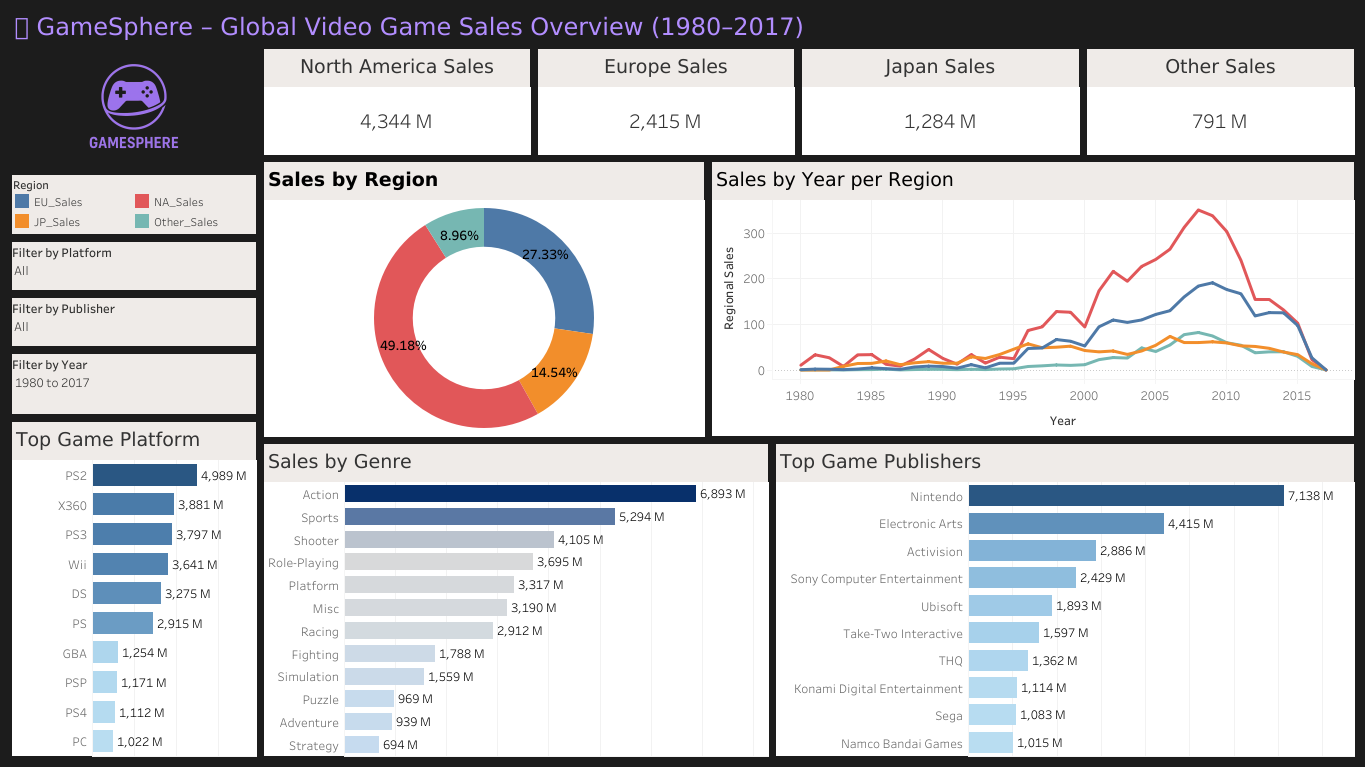 GameSphere – Global Video Game Sales Overview (1980–2017)
GAMESPHERE
North America Sales
4,344 M
Europe Sales
2,415 M
Japan Sales
1,284 M
Other Sales
791 M
Region
EU_Sales
NA_Sales
JP_Sales
Other_Sales
Filter by Platform
All
Filter by Publisher
All
Filter by Year
1980 to 2017
Sales by Region
8.96%
27.33%
49.18%
14.54%
Sales by Year per Region
Regional Sales
300
200
100
0
1980
1985
1990
1995
2000
2005
2010
2015
Year
Top Game Platform
PS2 4,989 M
X360 3,881 M
PS3 3,797 M
Wii 3,641 M
DS 3,275 M
PS 2,915 M
GBA 1,254 M
PSP 1,171 M
PS4 1,112 M
PC 1,022 M
Sales by Genre
Action 6,893 M
Sports 5,294 M
Shooter 4,105 M
Role-Playing 3,695 M
Platform 3,317 M
Misc 3,190 M
Racing 2,912 M
Fighting 1,788 M
Simulation 1,559 M
Puzzle 969 M
Adventure 939 M
Strategy 694 M
Top Game Publishers
Nintendo 7,138 M
Electronic Arts 4,415 M
Activision 2,886 M
Sony Computer Entertainment 2,429 M
Ubisoft 1,893 M
Take-Two Interactive 1,597 M
THQ 1,362 M
Konami Digital Entertainment 1,114 M
Sega 1,083 M
Namco Bandai Games 1,015 M